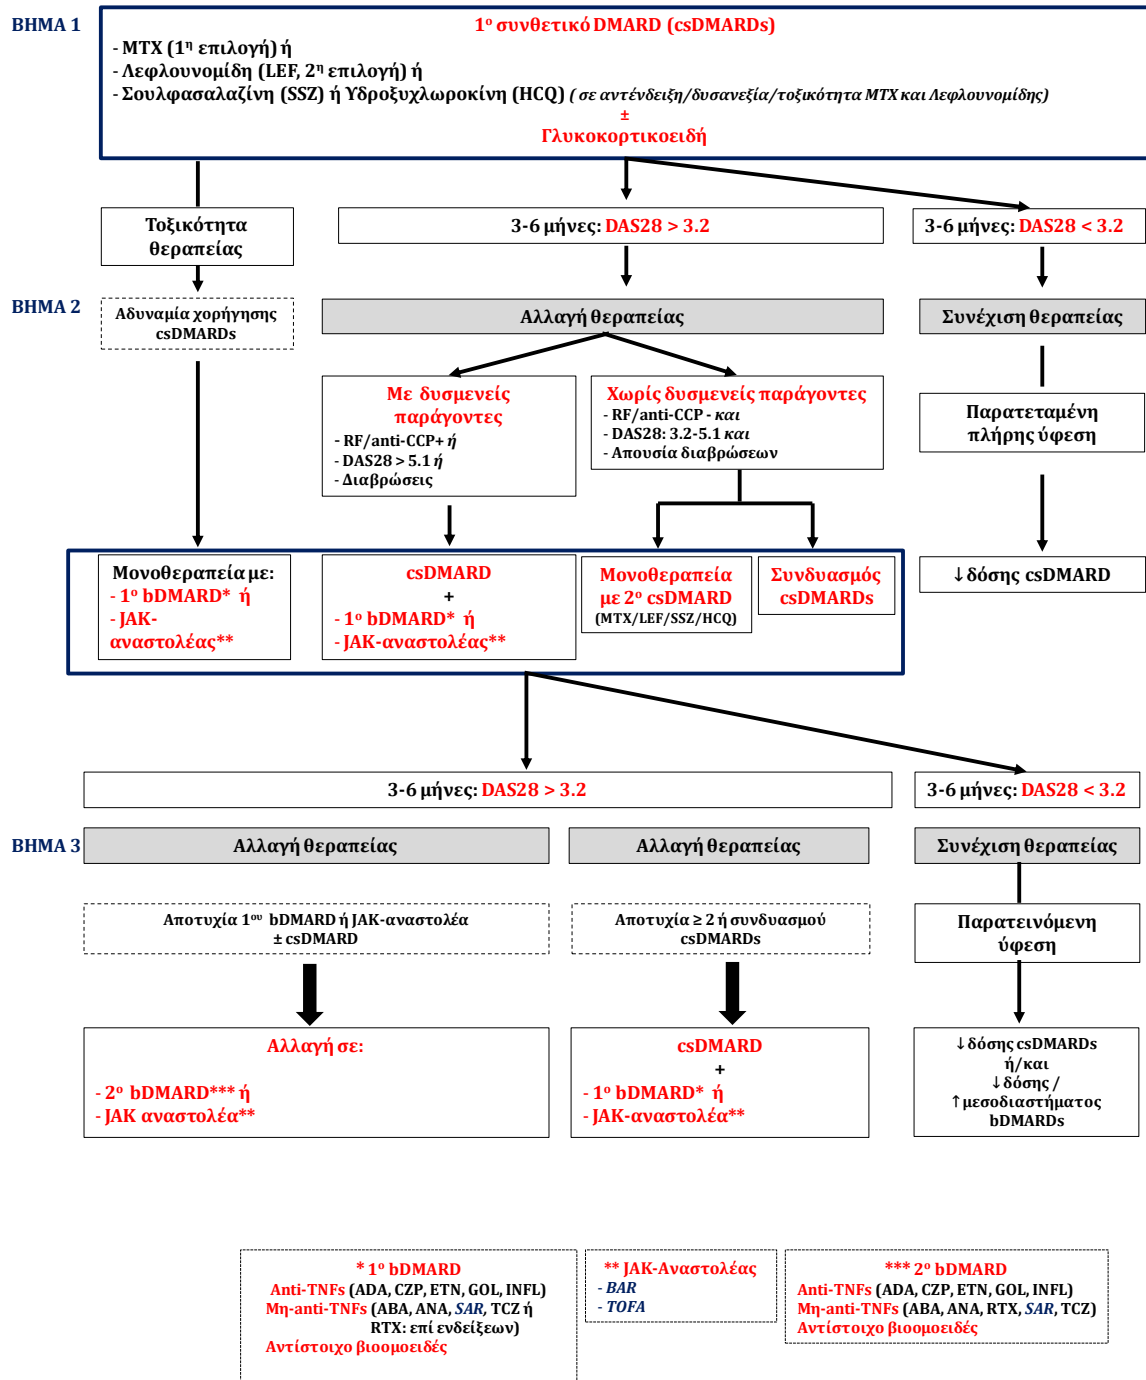 ΒΗΜΑ 1
1ο συνθετικό DMARD (csDMARDs)
- MTX (1η επιλογή) ή
- Λεφλουνομίδη (LEF, 2η επιλογή) ή
- Σουλφασαλαζίνη (SSZ) ή Υδροξυχλωροκίνη (HCQ) ( σε αντένδειξη/δυσανεξία/τοξικότητα MTX και Λεφλουνομίδης)
±
Γλυκοκορτικοειδή
Τοξικότητα
θεραπείας
3-6 μήνες: DAS28 > 3.2
3-6 μήνες: DAS28 < 3.2
ΒΗΜΑ 2
Αδυναμία χορήγησης
csDMARDs
Αλλαγή θεραπείας
Συνέχιση θεραπείας
Με δυσμενείς
παράγοντες
- RF/anti-CCP+ ή
- DAS28 > 5.1 ή
- Διαβρώσεις
Χωρίς δυσμενείς παράγοντες
- RF/anti-CCP - και
- DAS28: 3.2-5.1 και
- Απουσία διαβρώσεων
Παρατεταμένη
πλήρης ύφεση
Μονοθεραπεία με:
- 1ο bDMARD* ή
- JAK-
αναστολέας**
csDMARD
+
- 1ο bDMARD* ή
- JAK-αναστολέας**
Μονοθεραπεία
με 2ο csDMARD
(MTX/LEF/SSZ/HCQ)
Συνδυασμός
csDMARDs
↓δόσης csDMARD
3-6 μήνες: DAS28 > 3.2
3-6 μήνες: DAS28 < 3.2
ΒΗΜΑ 3
Αλλαγή θεραπείας
Αλλαγή θεραπείας
Συνέχιση θεραπείας
Αποτυχία 1ου bDMARD ή JAK-αναστολέα
± csDMARD
Αποτυχία ≥ 2 ή συνδυασμού
csDMARDs
Παρατεινόμενη
ύφεση
Αλλαγή σε:
- 2ο bDMARD*** ή
- JAK αναστολέα**
csDMARD
+
- 1ο bDMARD* ή
- JAK-αναστολέα**
↓δόσης csDMARDs
ή/και
↓δόσης /
↑μεσοδιαστήματος
bDMARDs
* 1ο bDMARD
Anti-TNFs (ADA, CZP, ETN, GOL, INFL)
Μη-anti-TNFs (ABA, ANA, SAR, TCZ ή
RTX: επί ενδείξεων)
Αντίστοιχο βιοομοειδές
** JAK-Αναστολέας
- BAR
- TOFA
*** 2ο bDMARD
Anti-TNFs (ADA, CZP, ETN, GOL, INFL)
Μη-anti-TNFs (ABA, ANA, RTX, SAR, TCZ)
Αντίστοιχο βιοομοειδές